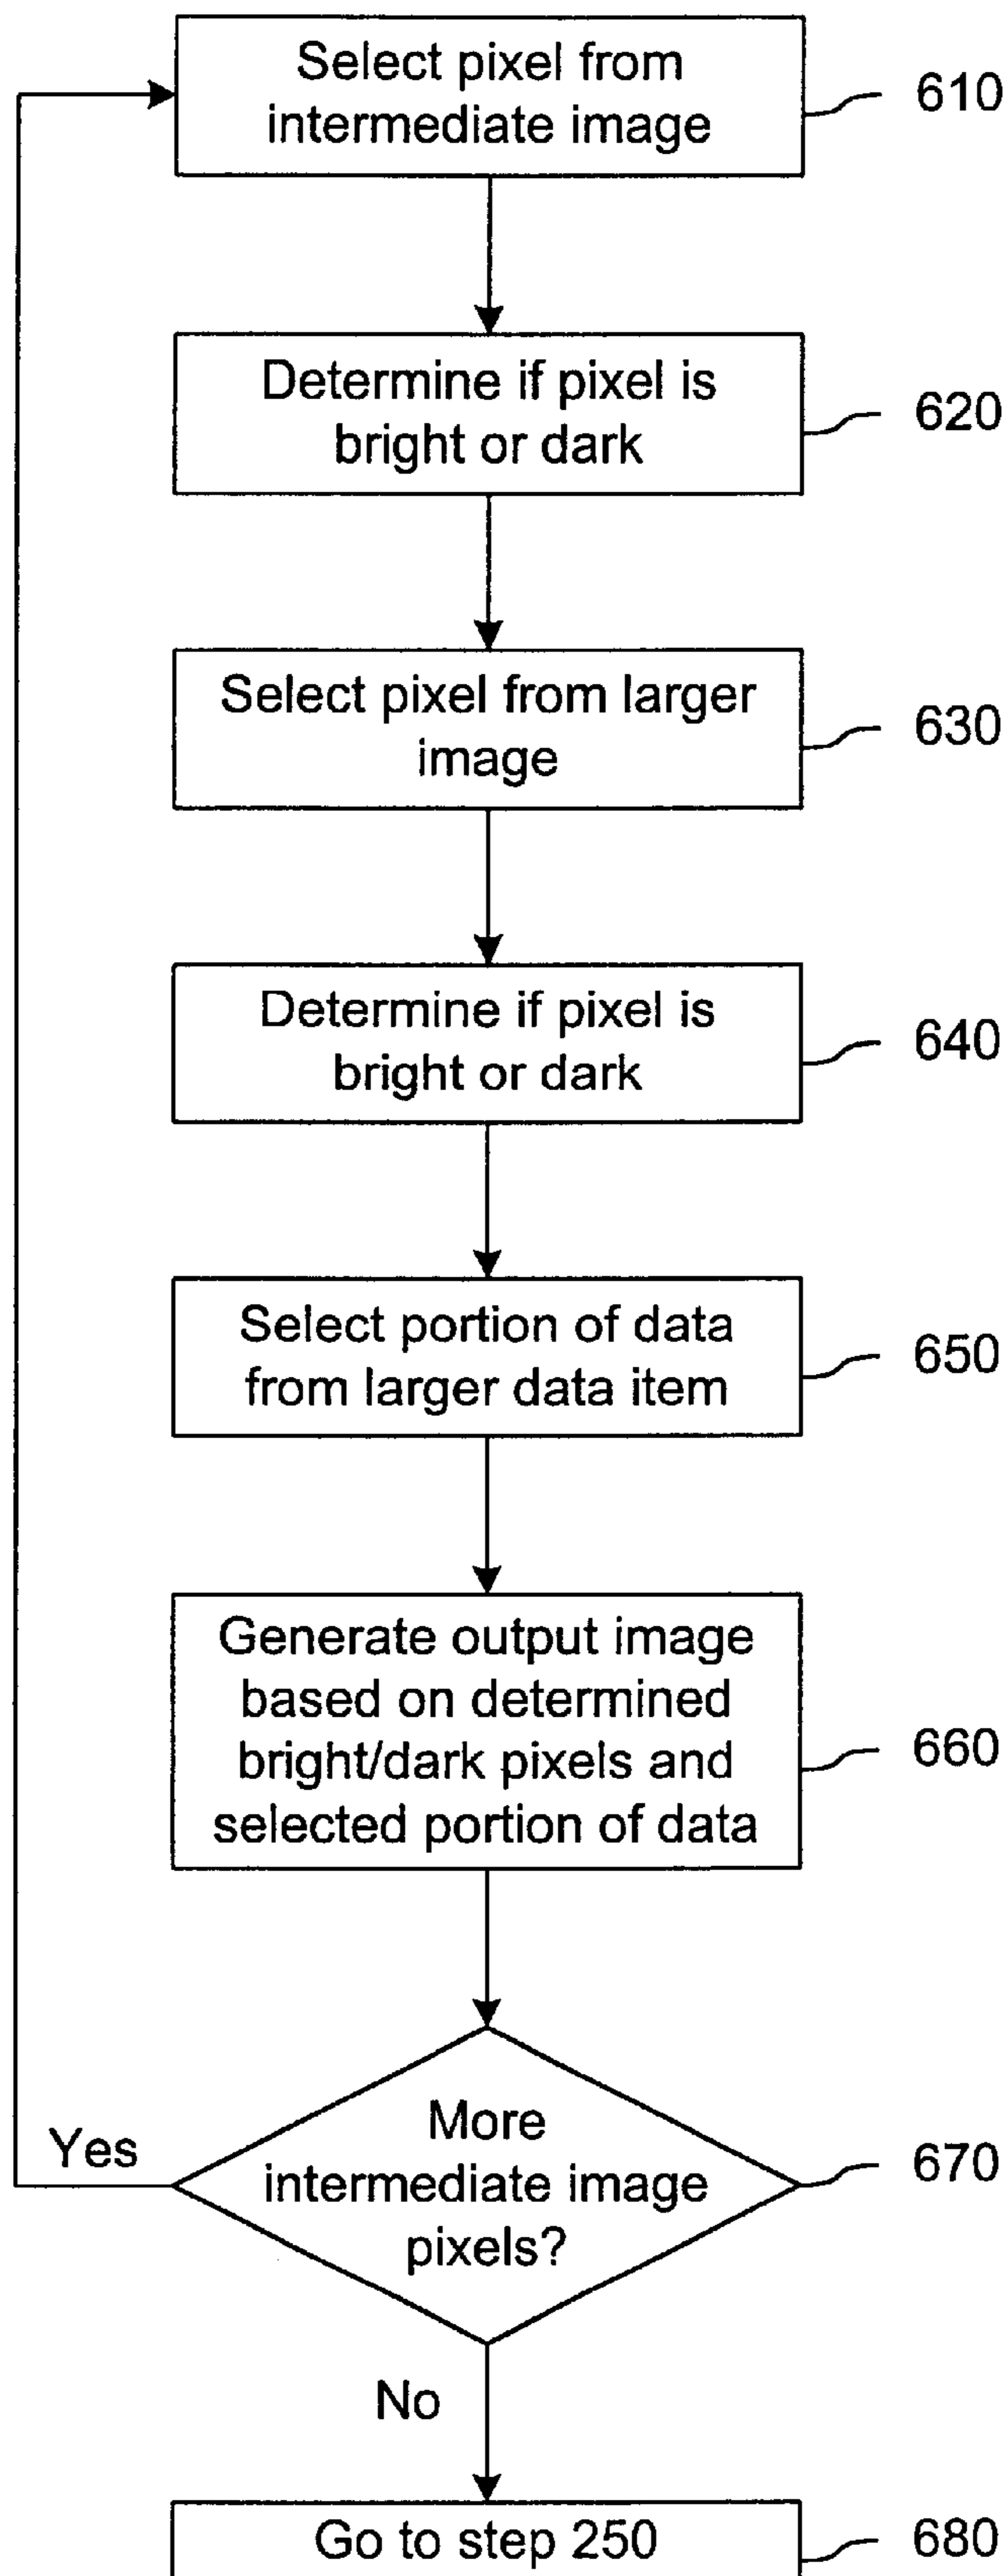 Select pixel from
intermediate image
610
Determine if pixel is
bright or dark
620
Select pixel from larger
image
630
Determine if pixel is
bright or dark
640
Select portion of data
from larger data item
650
Generate output image
based on determined
bright/dark pixels and
selected portion of data
660
More
intermediate image
pixels?
670
Yes
No
Go to step 250
680